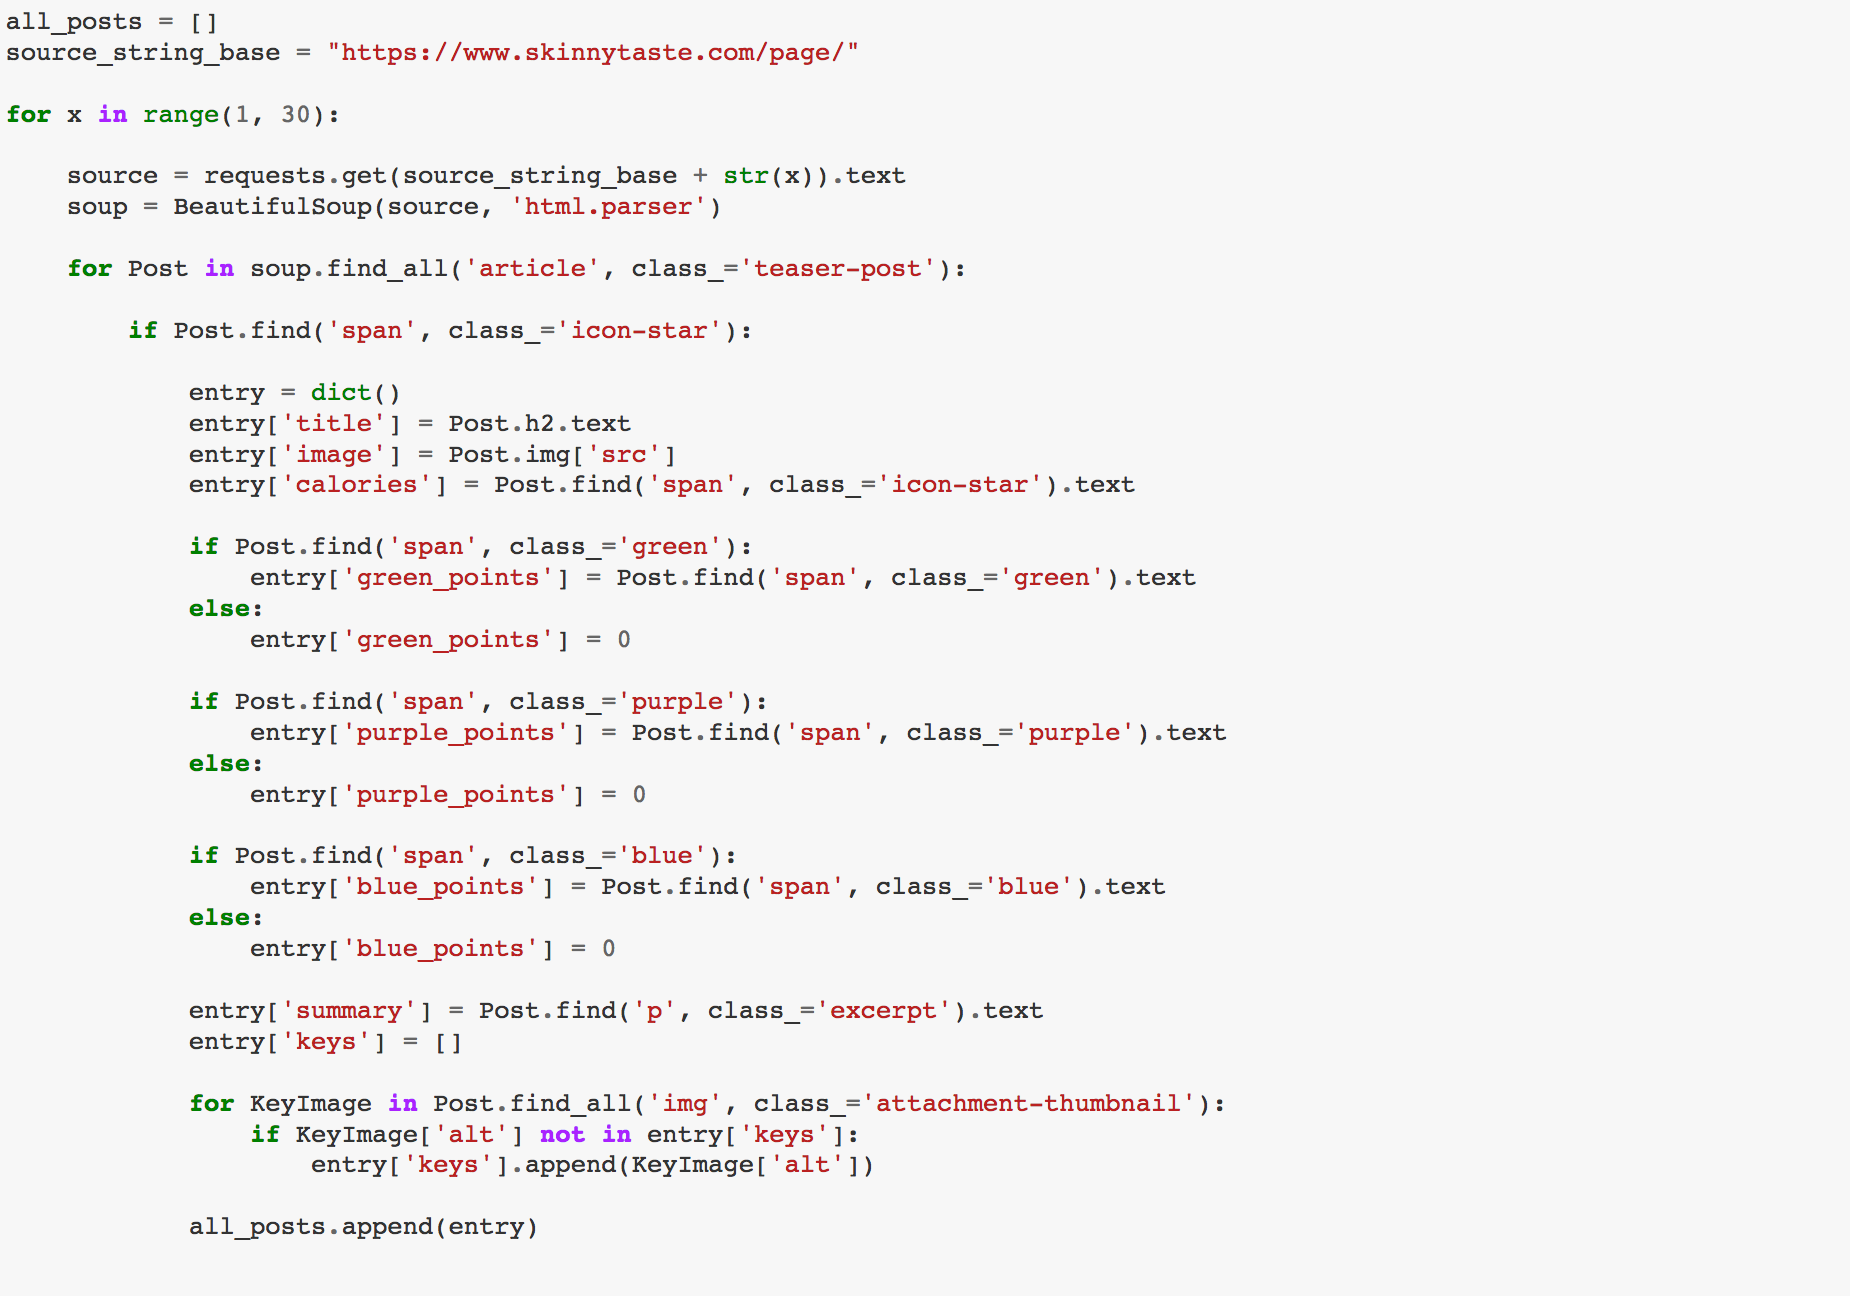 all_posts = []
source_string_base = "https://www.skinnytaste.com/page/"

for x in range(1, 30):

    source = requests.get(source_string_base + str(x)).text
    soup = BeautifulSoup(source, 'html.parser')

    for Post in soup.find_all('article', class_='teaser-post'):

        if Post.find('span', class_='icon-star'):

            entry = dict()
            entry['title'] = Post.h2.text
            entry['image'] = Post.img['src']
            entry['calories'] = Post.find('span', class_='icon-star').text

            if Post.find('span', class_='green'):
                entry['green_points'] = Post.find('span', class_='green').text
            else:
                entry['green_points'] = 0

            if Post.find('span', class_='purple'):
                entry['purple_points'] = Post.find('span', class_='purple').text
            else:
                entry['purple_points'] = 0

            if Post.find('span', class_='blue'):
                entry['blue_points'] = Post.find('span', class_='blue').text
            else:
                entry['blue_points'] = 0

            entry['summary'] = Post.find('p', class_='excerpt').text
            entry['keys'] = []

            for KeyImage in Post.find_all('img', class_='attachment-thumbnail'):
                if KeyImage['alt'] not in entry['keys']:
                    entry['keys'].append(KeyImage['alt'])

            all_posts.append(entry)